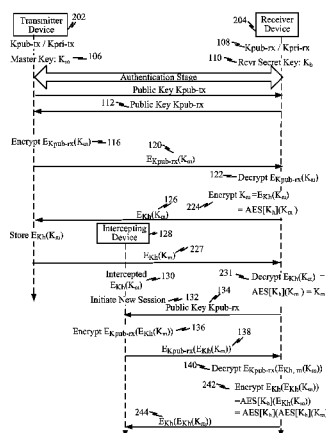 Transmitter
Device
202
Receiver
Device
204
Kpub-tx / Kpri-tx
108
Kpub-rx / Kpri-rx
Master Key: Km
106
110
Rcvr Secret Key: Kh
Authentication Stage
Public Key Kpub-tx
112
Public Key Kpub-rx
Encrypt EKpub-rx(Km)
116
120
EKpub-rx(Km)
122
Decrypt EKpub-rx(Km)
126
224
Encrypt Km=EKh(Km)
= AES[Kh](Km)
EKh(Km)
Store EKh(Km)
Intercepting
Device
128
EKh(Km)
227
Intercepted
130
EKh(Km)
231
Decrypt EKh(Km) =
AES[Kh](Km) = Km
Initiate New Session
132
134
Public Key Kpub-rx
Encrypt EKpub-rx(EKh(Km))
136
138
EKpub-rx(EKh(Km))
140
Decrypt EKpub-rx(EKh, m(Km))
242
Encrypt EKh(EKh(Km))
=AES[Kh](EKh(Km))
= AES[Kh](AES[Kh](Km
244
EKh(EKh(Km))